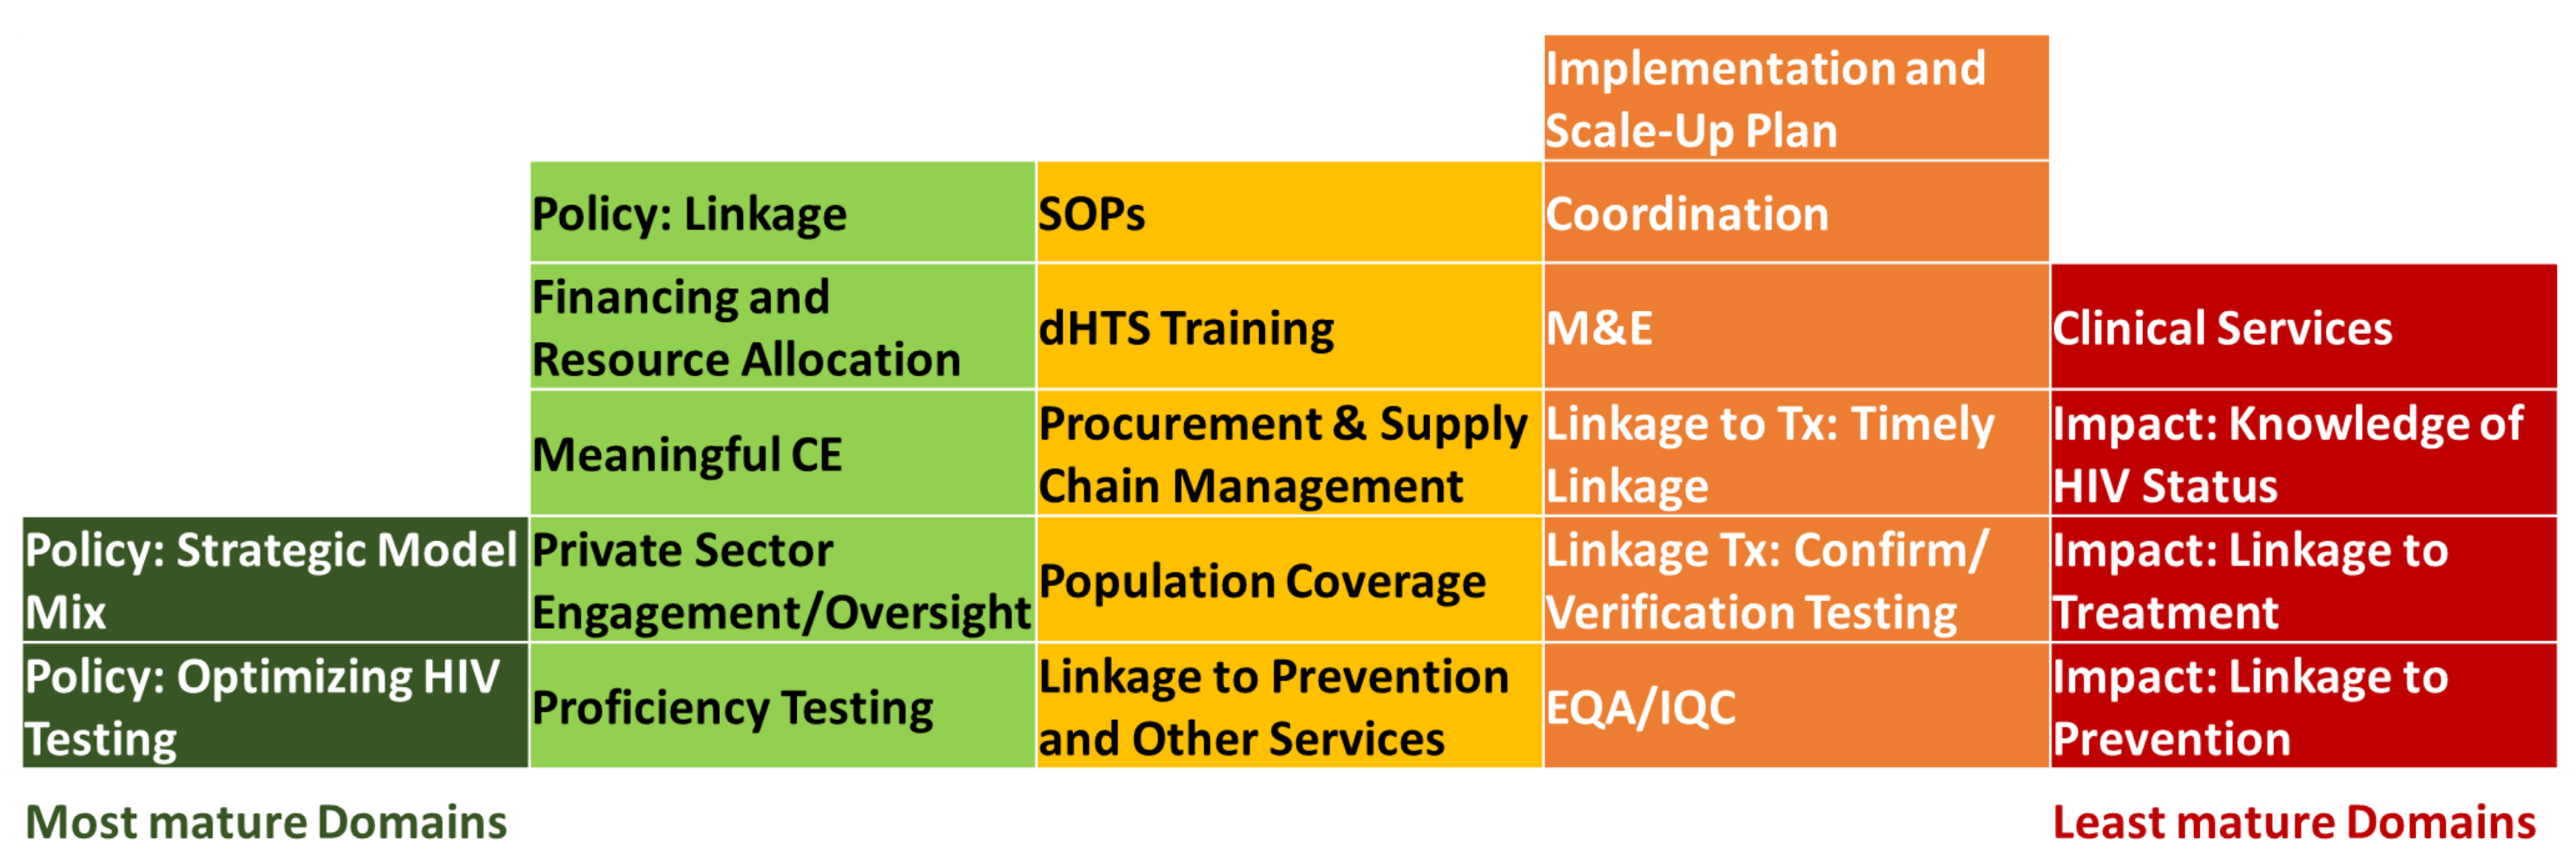 Implementation and
Scale-Up Plan
Policy: Linkage
SOPs
Coordination
Financing and
Resource Allocation
dHTS Training
M&E
Clinical Services
Meaningful CE
Procurement & Supply
Chain Management
Linkage to Tx: Timely
Linkage
Impact: Knowledge of
HIV Status
Policy: Strategic Model
Mix
Private Sector
Engagement/Oversight
Population Coverage
Linkage Tx: Confirm/
Verification Testing
Impact: Linkage to
Treatment
Policy: Optimizing HIV
Testing
Proficiency Testing
Linkage to Prevention
and Other Services
EQA/IQC
Impact: Linkage to
Prevention
Most mature Domains
Least mature Domains